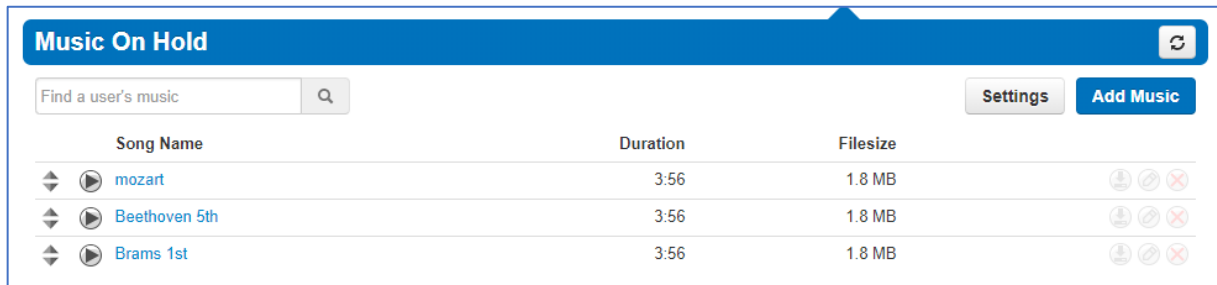 Music On Hold
Find a user's music
Settings Add Music
Song Name Duration Filesize
mozart 3:56 1.8 MB
Beethoven 5th 3:56 1.8 MB
Brams 1st 3:56 1.8 MB